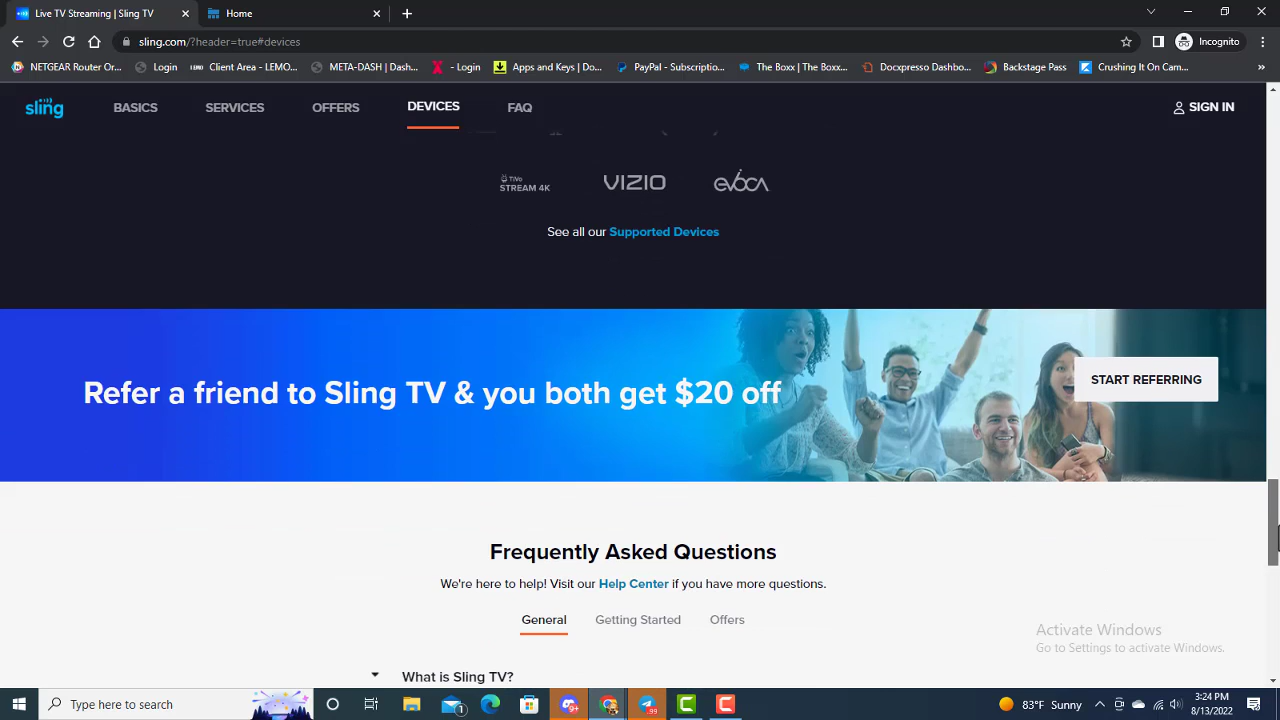 Live TV Streaming | Sling TV
Home
sling.com/?header=true#devices
Incognito
NETGEAR Router Or...
Login
Client Area - LEMO...
META-DASH | Dash...
- Login
Apps and Keys | Do...
PayPal - Subscriptio...
The Boxx | The Boxx...
Docxpresso Dashbo...
Backstage Pass
Crushing It On Cam...
»
sling
BASICS
SERVICES
OFFERS
DEVICES
FAQ
SIGN IN
TiVo
STREAM 4K
VIZIO
evoca
See all our Supported Devices
Refer a friend to Sling TV & you both get $20 off
START REFERRING
Frequently Asked Questions
We're here to help! Visit our Help Center if you have more questions.
General
Getting Started
Offers
Activate Windows
Go to Settings to activate Windows.
What is Sling TV?
Type here to search
1
9+
99
83°F Sunny
3:24 PM
8/13/2022